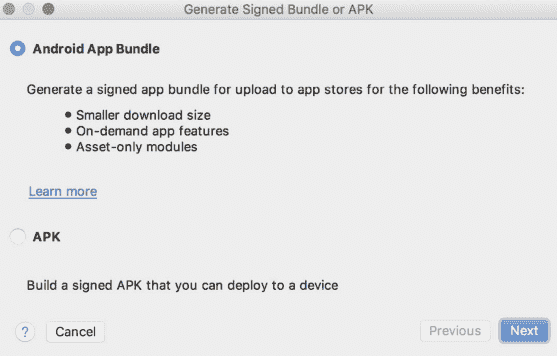 Generate Signed Bundle or APK
Android App Bundle
Generate a signed app bundle for upload to app stores for the following benefits:
• Smaller download size
• On-demand app features
• Asset-only modules
Learn more
APK
Build a signed APK that you can deploy to a device
? Cancel Previous Next